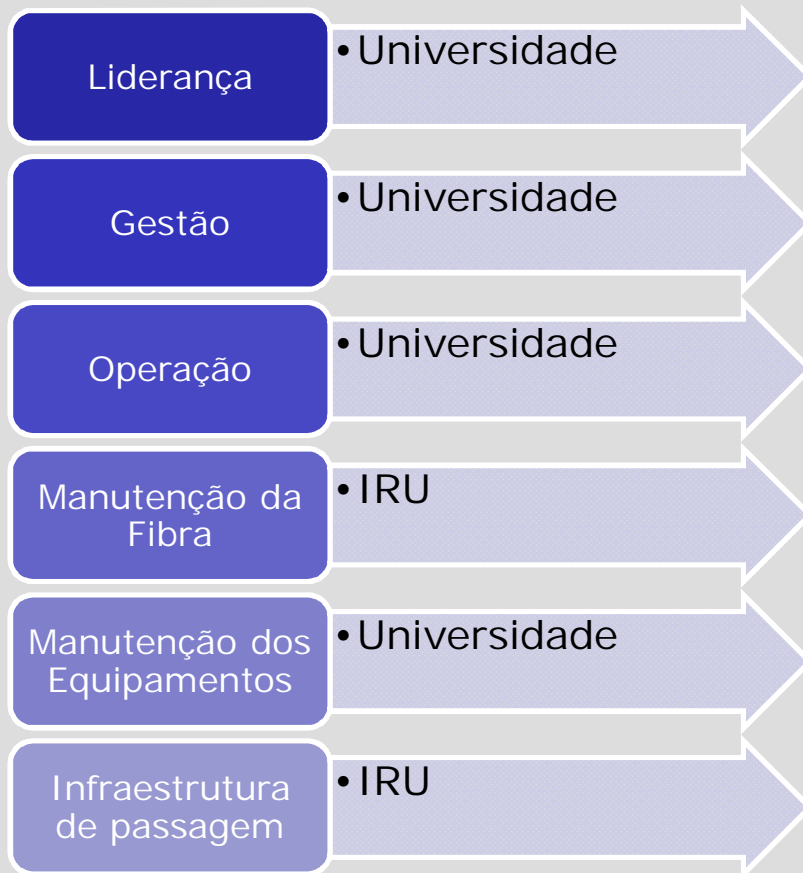 Liderança
• Universidade
Gestão
• Universidade
Operação
• Universidade
Manutenção da
Fibra
• IRU
Manutenção dos
Equipamentos
• Universidade
Infraestrutura
de passagem
• IRU